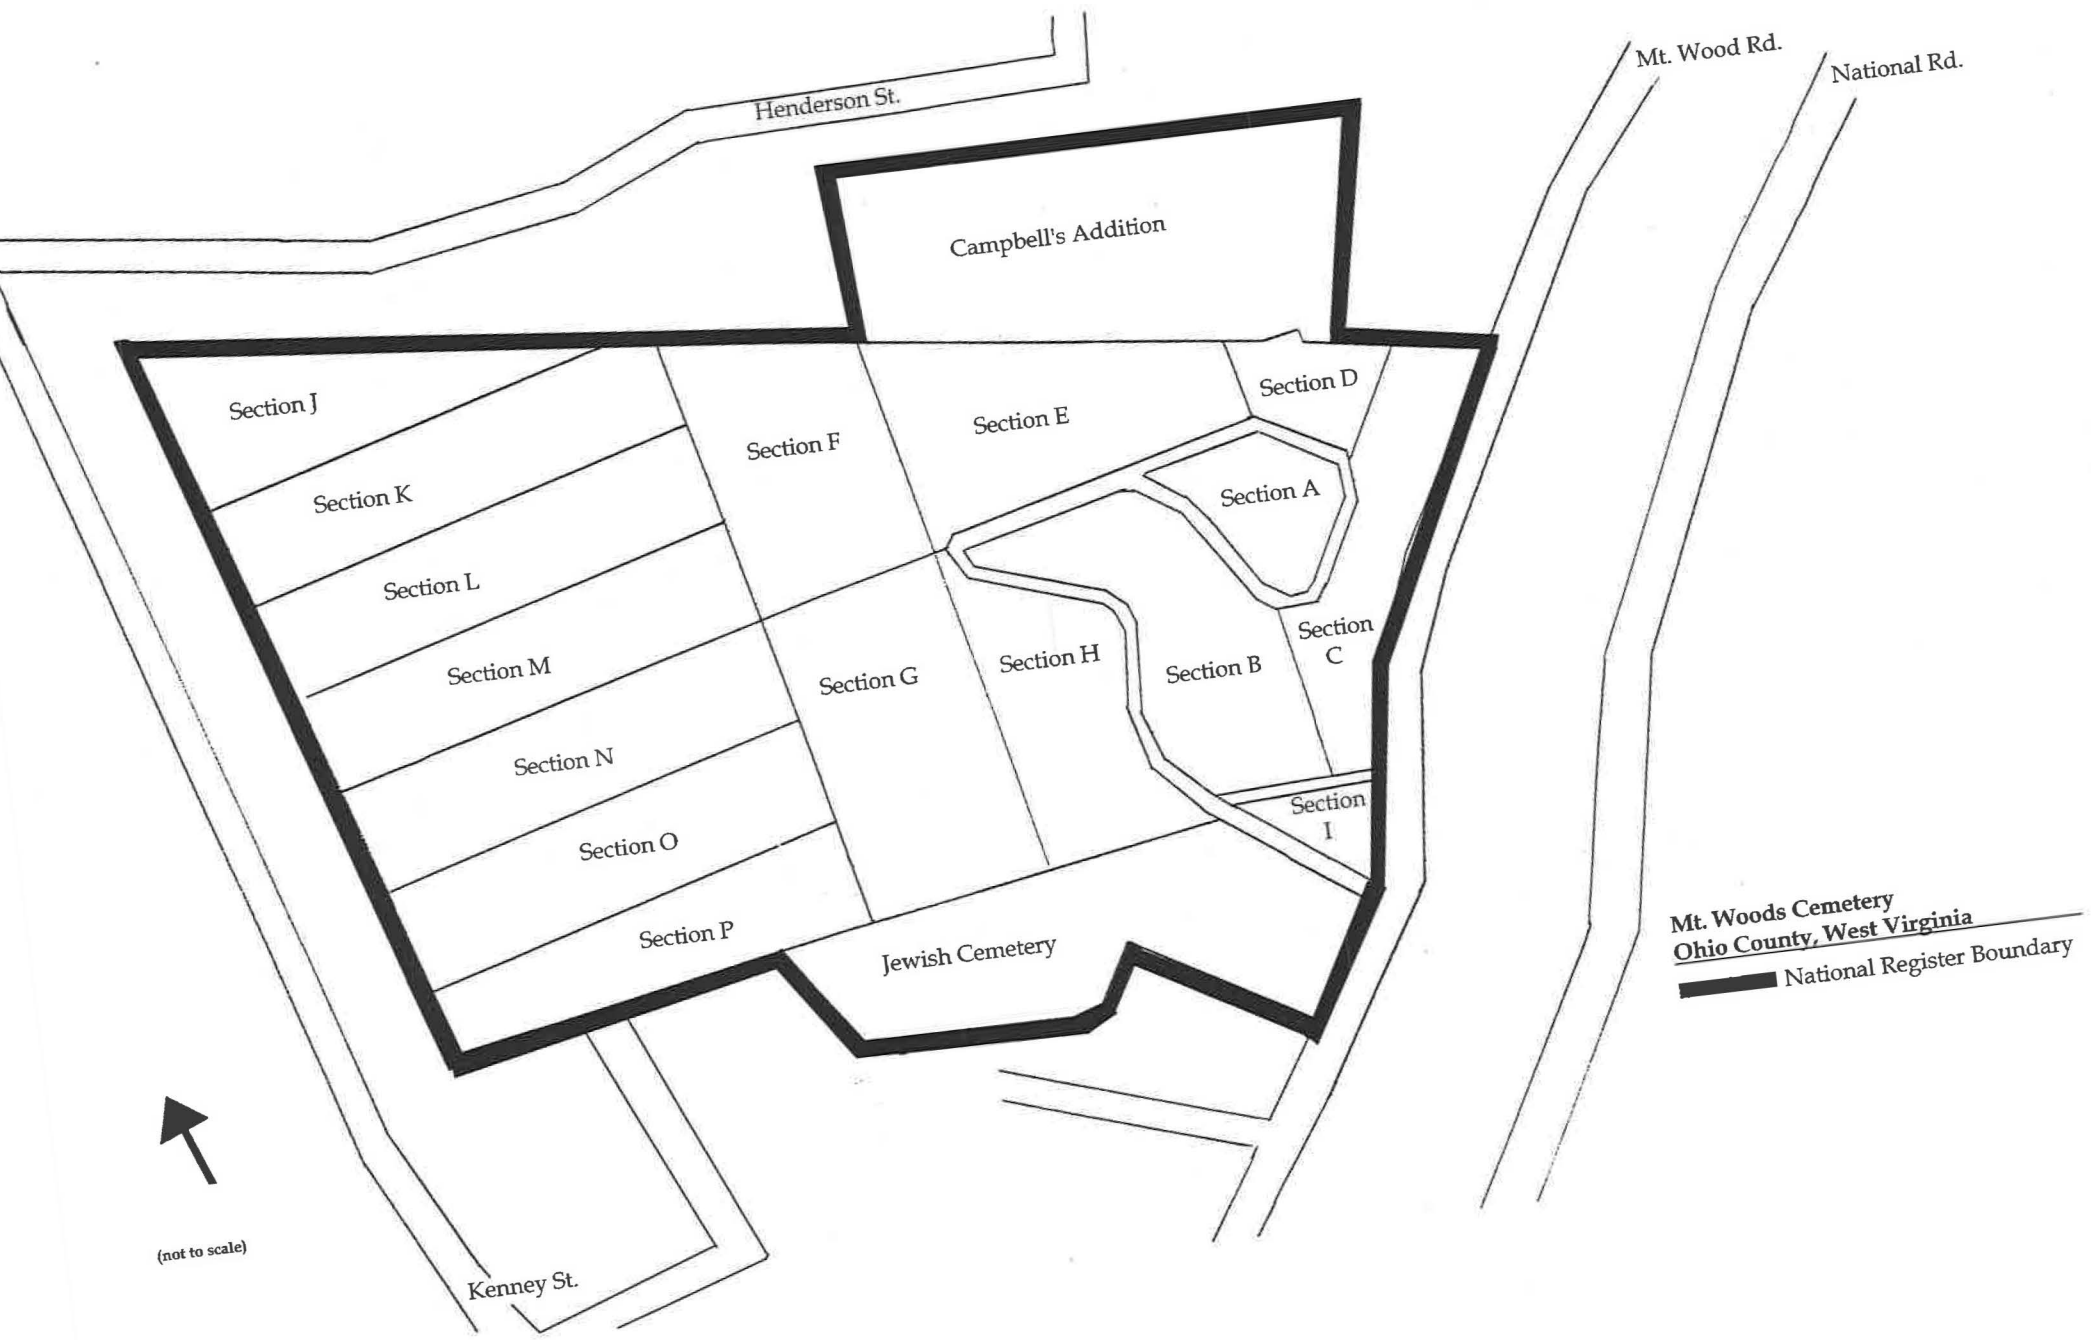 Mt. Wood Rd.
National Rd.
Henderson St.
Campbell's Addition
Section J
Section K
Section L
Section M
Section N
Section O
Section P
Section F
Section G
Section E
Section H
Section D
Section A
Section B
Section
C
Section
I
Jewish Cemetery
Mt. Woods Cemetery
Ohio County, West Virginia
National Register Boundary
(not to scale)
Kenney St.